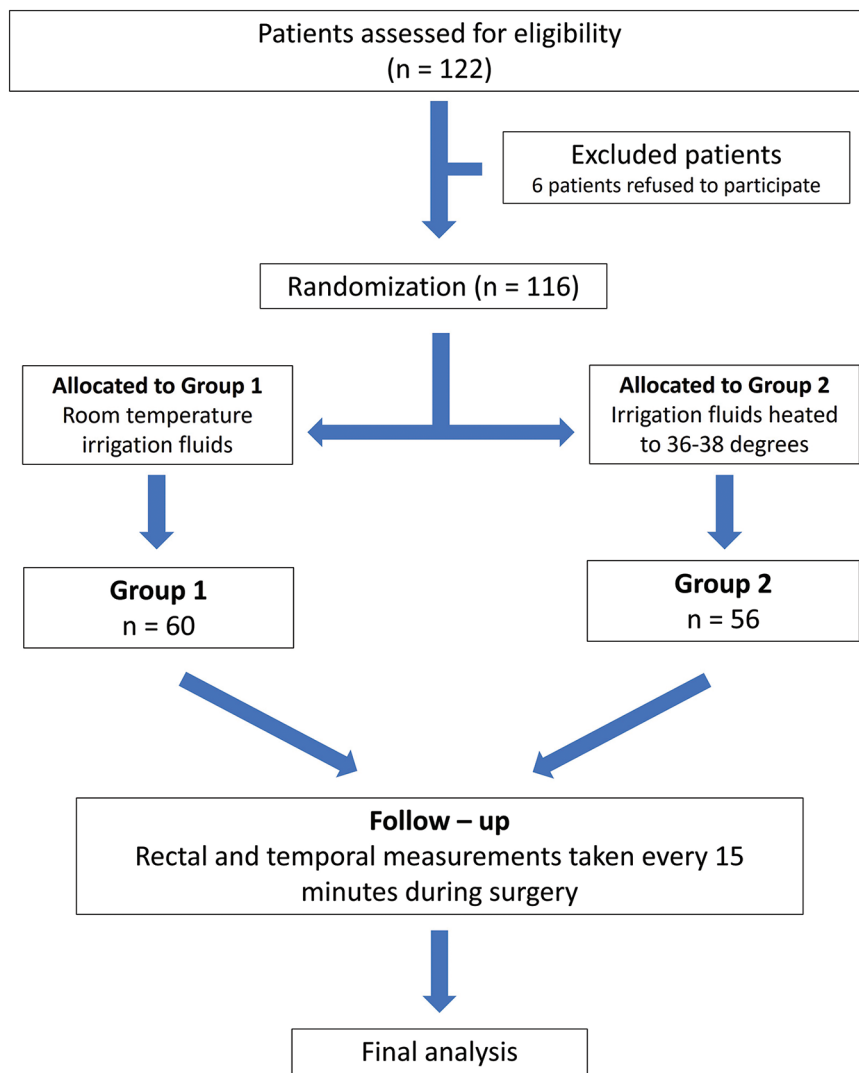 Patients assessed for eligibility
(n = 122)
Excluded patients
6 patients refused to participate
Randomization (n = 116)
Allocated to Group 1
Room temperature
irrigation fluids
Allocated to Group 2
Irrigation fluids heated
to 36-38 degrees
Group 1
n = 60
Group 2
n = 56
Follow – up
Rectal and temporal measurements taken every 15
minutes during surgery
Final analysis